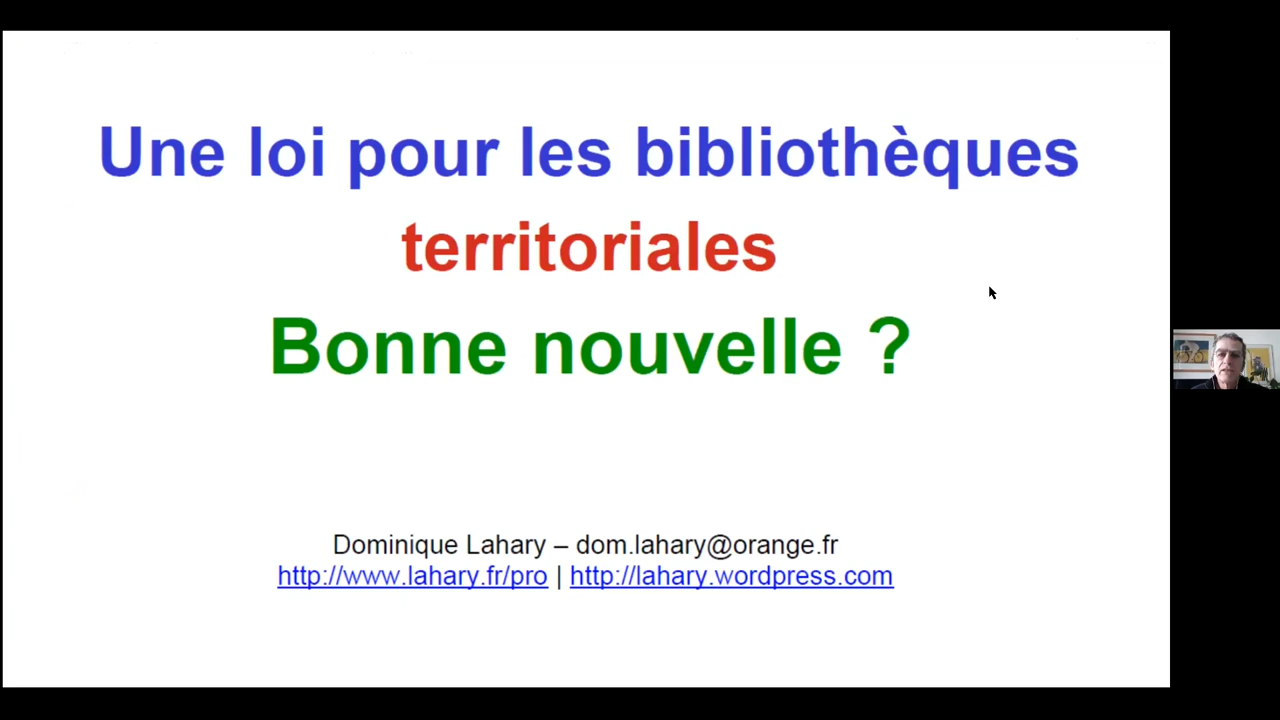 Une loi pour les bibliothèques
territoriales
Bonne nouvelle ?
Dominique Lahary – dom.lahary@orange.fr
http://www.lahary.fr/pro | http://lahary.wordpress.com